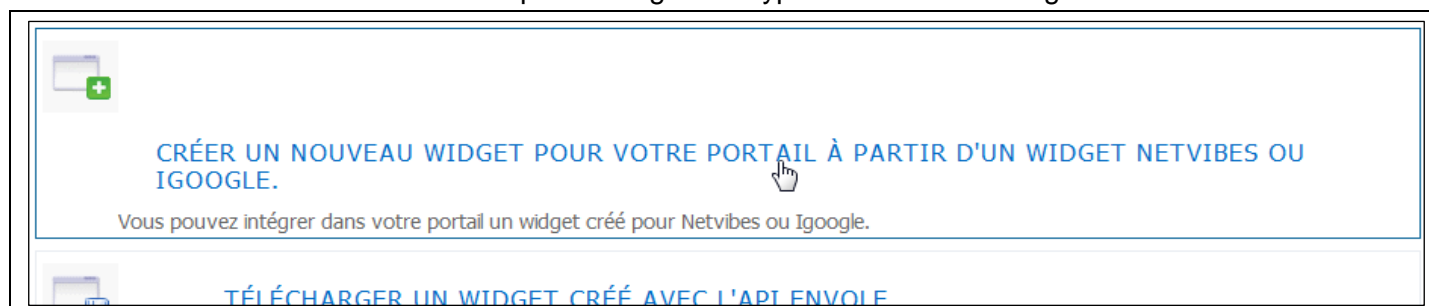 CRÉER UN NOUVEAU WIDGET POUR VOTRE PORTAIL À PARTIR D'UN WIDGET NETVIBES OU
IGOOGLE.
Vous pouvez intégrer dans votre portail un widget créé pour Netvibes ou Igoogle.
TÉLÉCHARGER UN WIDGET CRÉÉ AVEC L'API ENVOLE